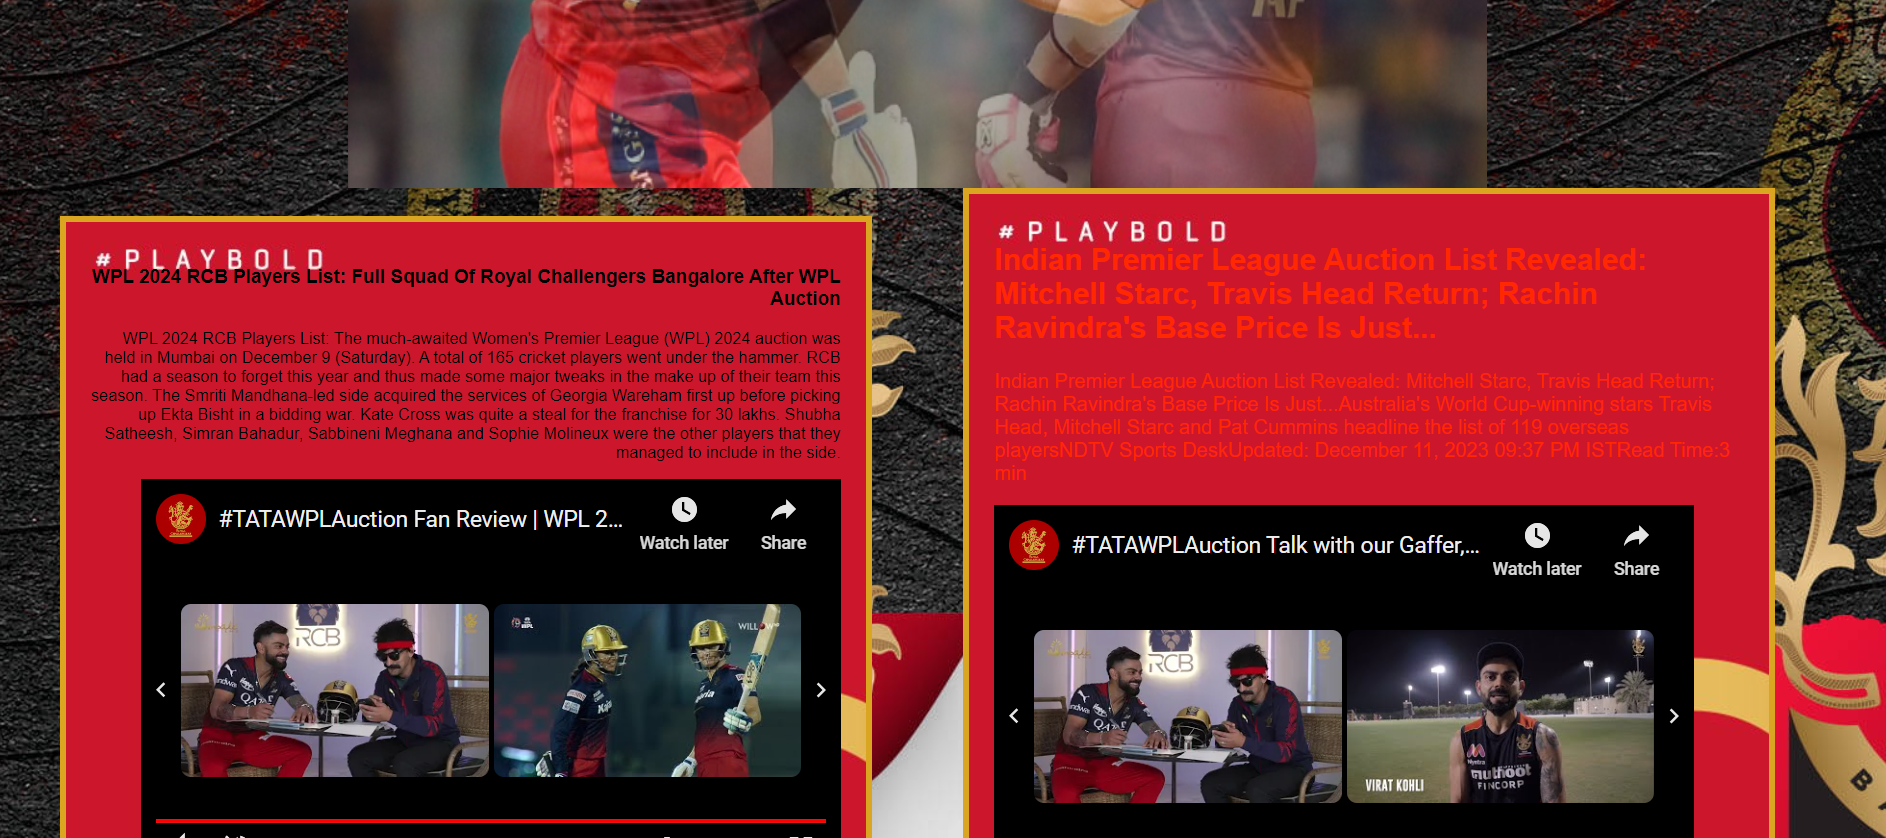 # PLAYBOLD
WPL 2024 RCB Players List: Full Squad Of Royal Challengers Bangalore After WPL
Auction
WPL 2024 RCB Players List: The much-awaited Women's Premier League (WPL) 2024 auction was
held in Mumbai on December 9 (Saturday). A total of 165 cricket players went under the hammer. RCB
had a season to forget this year and thus made some major tweaks in the make up of their team this
season. The Smriti Mandhana-led side acquired the services of Georgia Wareham first up before picking
up Ekta Bisht in a bidding war. Kate Cross was quite a steal for the franchise for 30 lakhs. Shubha
Satheesh, Simran Bahadur, Sabbineni Meghana and Sophie Molineux were the other players that they
managed to include in the side.
#TATAWPLAuction Fan Review | WPL 2...
Watch later
Share
RCB
WPL
WILLOW
# PLAYBOLD
Indian Premier League Auction List Revealed:
Mitchell Starc, Travis Head Return; Rachin
Ravindra's Base Price Is Just...
Indian Premier League Auction List Revealed: Mitchell Starc, Travis Head Return;
Rachin Ravindra's Base Price Is Just...Australia's World Cup-winning stars Travis
Head, Mitchell Starc and Pat Cummins headline the list of 119 overseas
playersNDTV Sports DeskUpdated: December 11, 2023 09:37 PM ISTRead Time:3
min
#TATAWPLAuction Talk with our Gaffer,...
Watch later
Share
RCB
Myntra
muthoot
FINCORP
VIRAT KOHLI